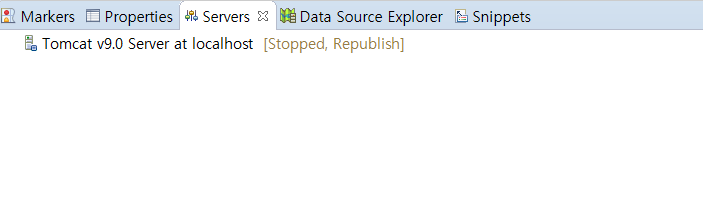 Markers Properties Servers Data Source Explorer Snippets
Tomcat v9.0 Server at localhost [Stopped, Republish]